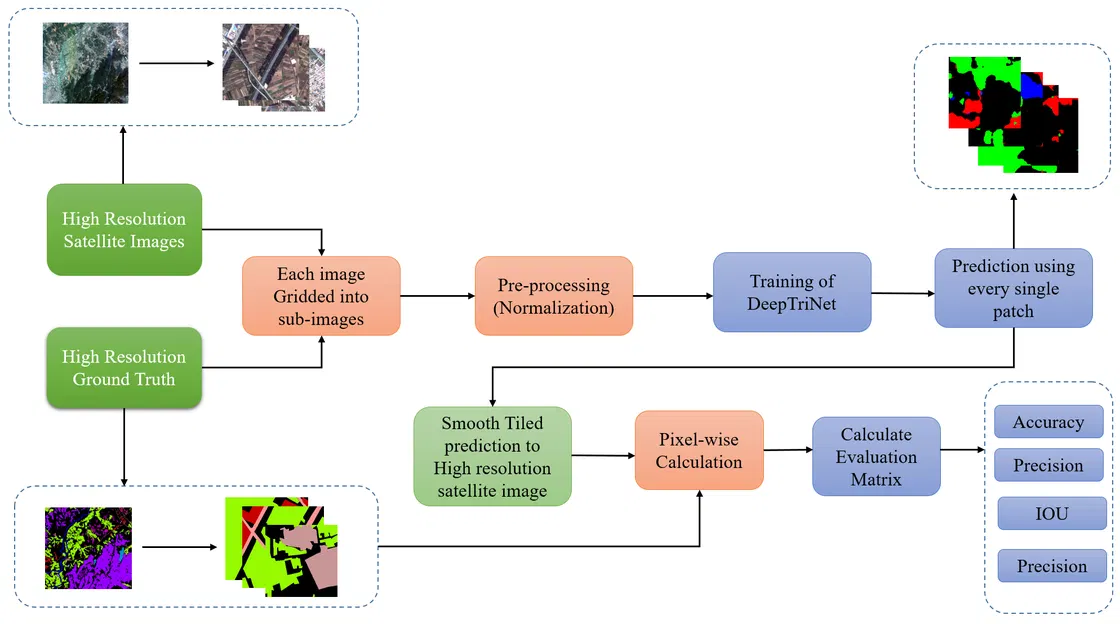 High Resolution
Satellite Images
Each image
Gridded into
sub-images
Pre-processing
(Normalization)
Training of
DeepTriNet
Prediction using
every single
patch
High Resolution
Ground Truth
Smooth Tiled
prediction to
High resolution
satellite image
Pixel-wise
Calculation
Calculate
Evaluation
Matrix
Accuracy
Precision
IOU
Precision